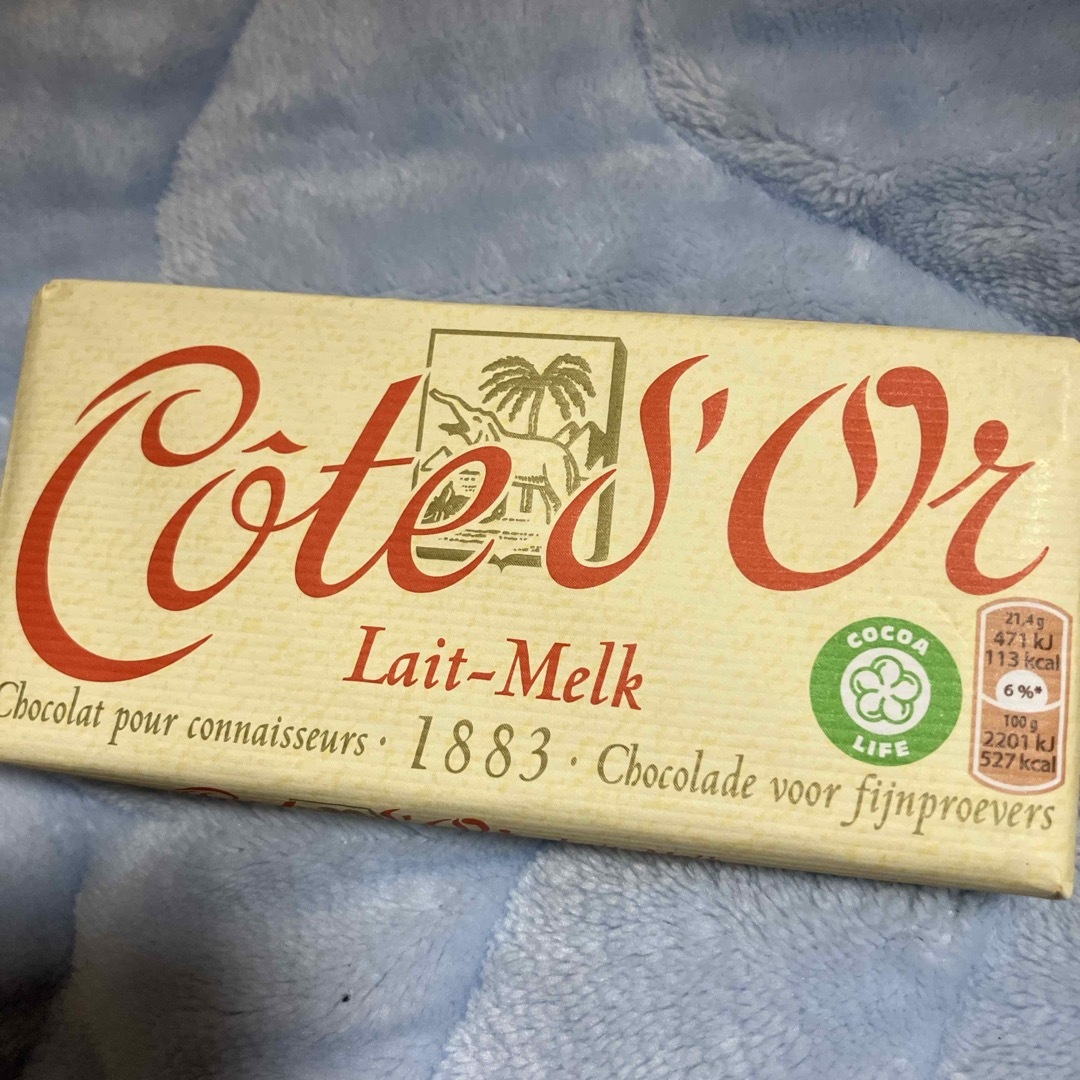 Côte d'Or
Lait-Melk
Chocolat pour connaisseurs · 1883 · Chocolade voor fijnproevers
COCOA
LIFE
21,4 g
471 kJ
113 kcal
6 %*
100 g
2201 kJ
527 kcal